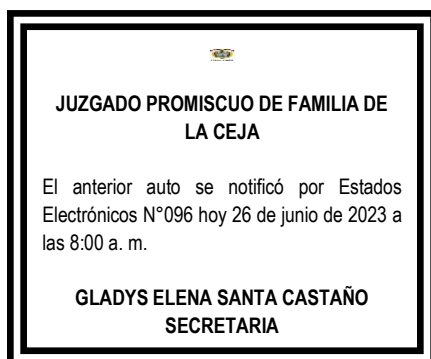 JUZGADO PROMISCUO DE FAMILIA DE
LA CEJA
El anterior auto se notificó por Estados
Electrónicos N°096 hoy 26 de junio de 2023 a
las 8:00 a. m.
GLADYS ELENA SANTA CASTAÑO
SECRETARIA